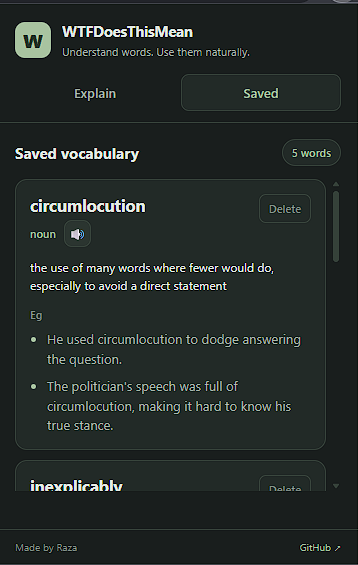 W
WTFDoesThisMean
Understand words. Use them naturally.
Explain
Saved
Saved vocabulary
5 words
circumlocution
Delete
noun
the use of many words where fewer would do,
especially to avoid a direct statement
Eg
• He used circumlocution to dodge answering
the question.
• The politician's speech was full of
circumlocution, making it hard to know his
true stance.
inexplicably
Delete
Made by Raza
GitHub ↗